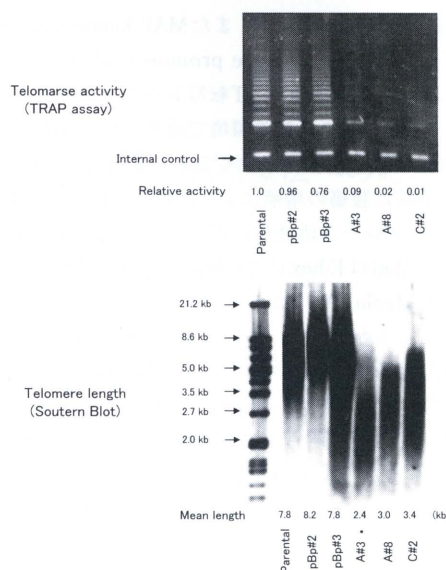 Telomarse activity
(TRAP assay)
Internal control
Relative activity 1.0 0.96 0.76 0.09 0.02 0.01
Parental pBp#2 pBp#3 A#3 A#8 C#2
21.2 kb
8.6 kb
5.0 kb
3.5 kb
2.7 kb
2.0 kb
Telomere length
(Soutern Blot)
Mean length 7.8 8.2 7.8 2.4 3.0 3.4 (kb
Parental pBp#2 pBp#3 A#3 A#8 C#2